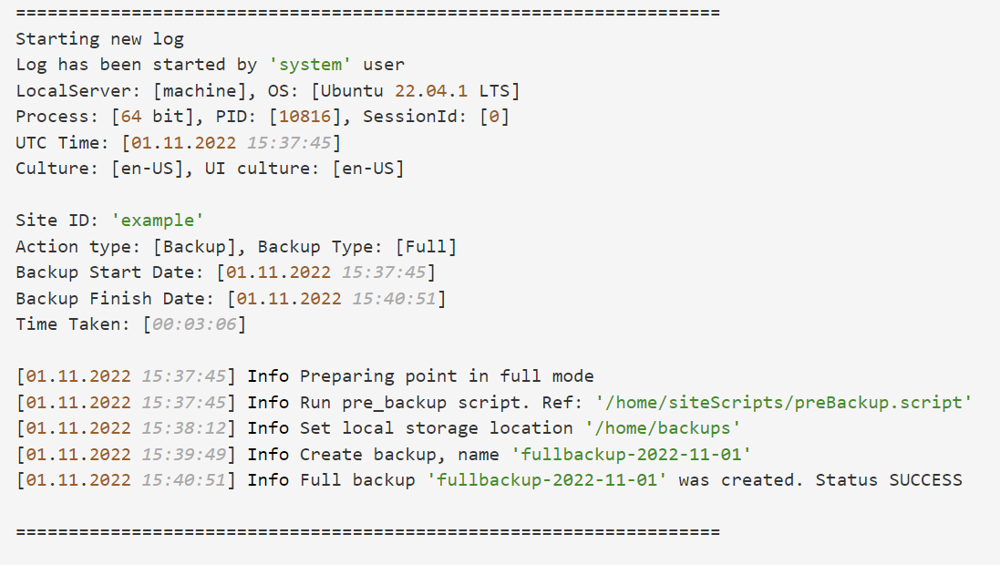 ===================================================================
Starting new log
Log has been started by 'system' user
LocalServer: [machine], OS: [Ubuntu 22.04.1 LTS]
Process: [64 bit], PID: [10816], SessionId: [0]
UTC Time: [01.11.2022 15:37:45]
Culture: [en-US], UI culture: [en-US]
Site ID: 'example'
Action type: [Backup], Backup Type: [Full]
Backup Start Date: [01.11.2022 15:37:45]
Backup Finish Date: [01.11.2022 15:40:51]
Time Taken: [00:03:06]
[01.11.2022 15:37:45] Info Preparing point in full mode
[01.11.2022 15:37:45] Info Run pre_backup script. Ref: '/home/siteScripts/preBackup.script'
[01.11.2022 15:38:12] Info Set local storage location '/home/backups'
[01.11.2022 15:39:49] Info Create backup, name 'fullbackup-2022-11-01'
[01.11.2022 15:40:51] Info Full backup 'fullbackup-2022-11-01' was created. Status SUCCESS
===================================================================